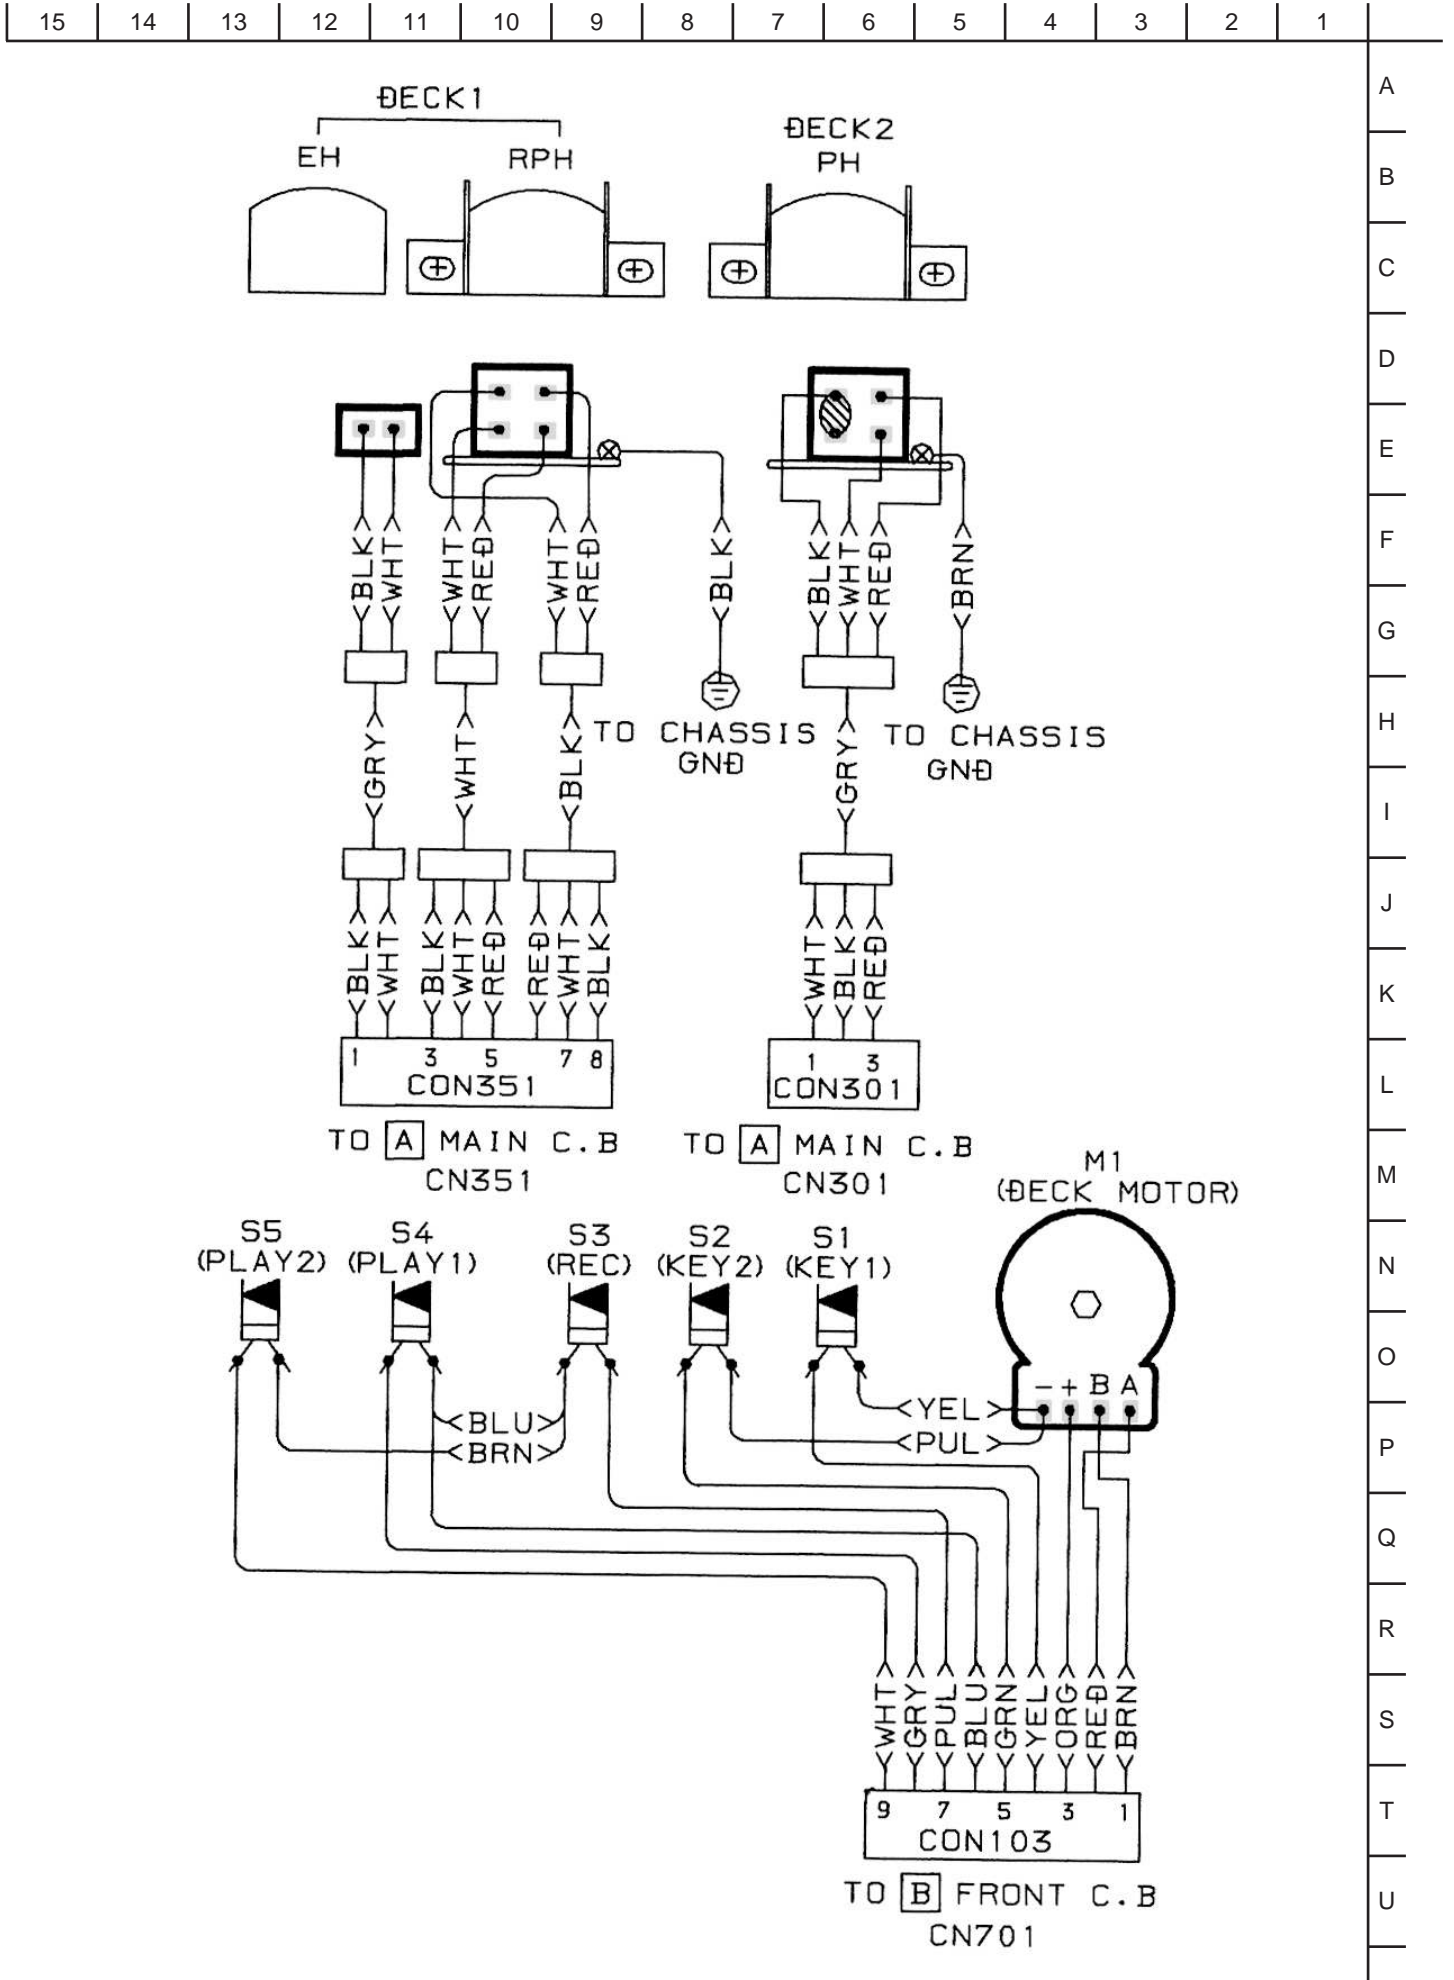 15 14 13 12 11 10 9 8 7 6 5 4 3 2 1
A
B
C
D
E
F
G
H
I
J
K
L
M
N
O
P
Q
R
S
T
U
DECK1
EH RPH
DECK2
PH
BLK WHT WHT RED WHT RED BLK
BLK WHT RED BRN
TO CHASSIS
GND
TO CHASSIS
GND
GRY WHT BLK GRY
BLK WHT BLK WHT RED RED WHT BLK
WHT BLK RED
1 3 5 7 8
CON351
1 3
CON301
TO A MAIN C.B
CN351
TO A MAIN C.B
CN301
M1
(DECK MOTOR)
S5
(PLAY2)
S4
(PLAY1)
S3
(REC)
S2
(KEY2)
S1
(KEY1)
- + B A
YEL
PUL
BLU
BRN
WHT GRY PUL BLU GRN YEL ORG RED BRN
9 7 5 3 1
CON103
TO B FRONT C.B
CN701